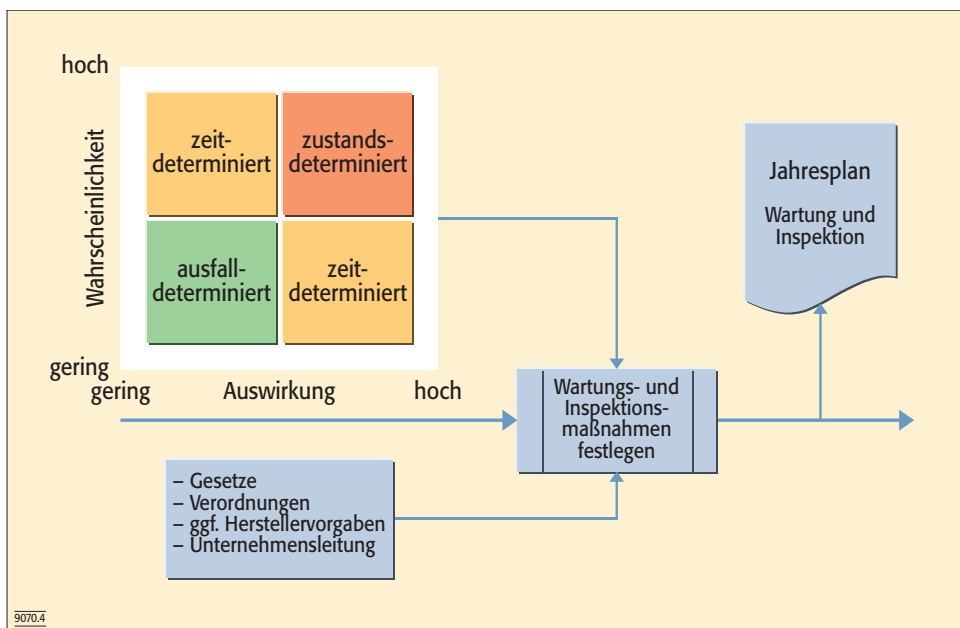 hoch
Wahrscheinlichkeit
zeit-
determiniert
zustands-
determiniert
ausfall-
determiniert
zeit-
determiniert
gering
gering
Auswirkung
hoch
Jahresplan
Wartung und
Inspektion
Wartungs- und
Inspektions-
maßnahmen
festlegen
– Gesetze
– Verordnungen
– ggf. Herstellervorgaben
– Unternehmensleitung
9070.4